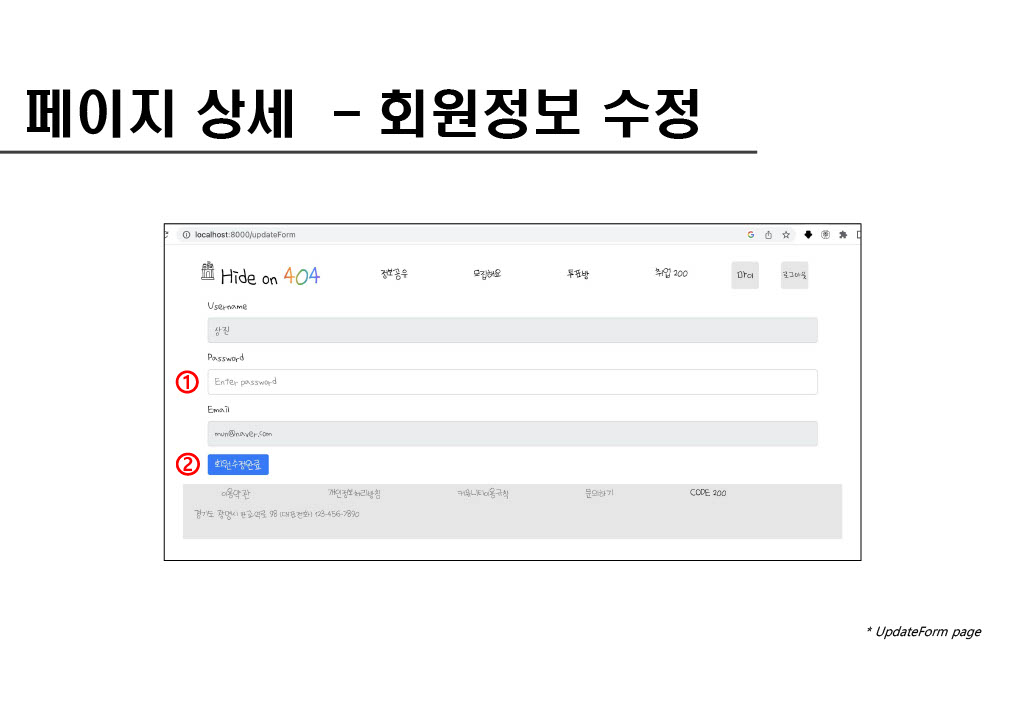 페이지 상세 - 회원정보 수정
localhost:8000/updateForm
Hide on 404 정보공유 모집해요 투표방 취업 200 마이 로그아웃
Username
상진
Password
① Enter password
Email
mun@naver.com
② 회원수정완료
이용약관 개인정보처리방침 커뮤니티이용규칙 문의하기 CODE 200
경기도 광명시 판교역로 98 (대표전화) 123-456-7890
* UpdateForm page